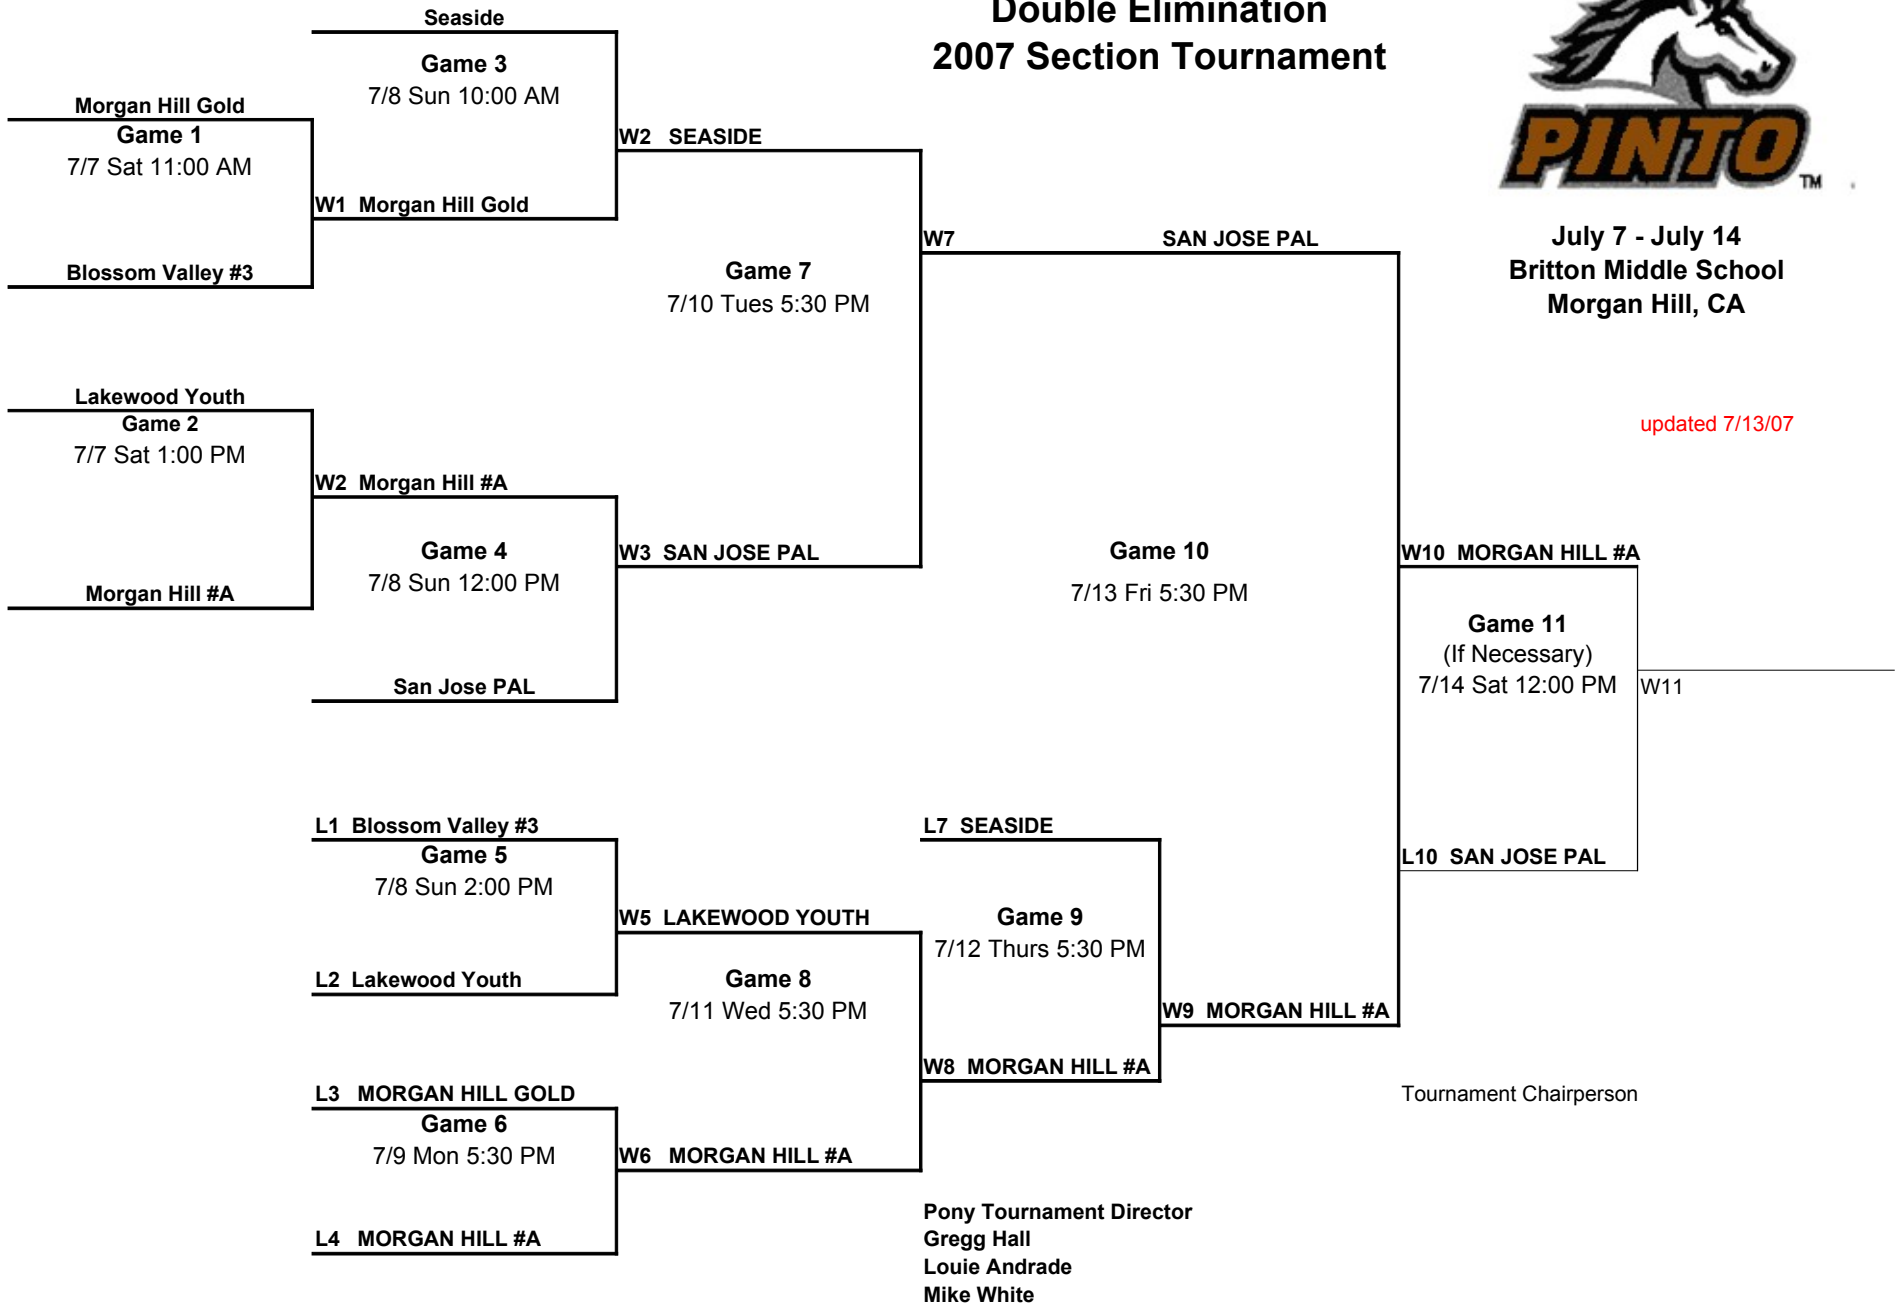 Double Elimination
2007 Section Tournament
PINTO
TM
July 7 - July 14
Britton Middle School
Morgan Hill, CA
updated 7/13/07
Seaside
Game 3
7/8 Sun 10:00 AM
Morgan Hill Gold
Game 1
7/7 Sat 11:00 AM
W1 Morgan Hill Gold
Blossom Valley #3
W2 SEASIDE
Game 7
7/10 Tues 5:30 PM
W7 SAN JOSE PAL
Lakewood Youth
Game 2
7/7 Sat 1:00 PM
W2 Morgan Hill #A
Morgan Hill #A
Game 4
7/8 Sun 12:00 PM
W3 SAN JOSE PAL
San Jose PAL
Game 10
7/13 Fri 5:30 PM
W10 MORGAN HILL #A
Game 11
(If Necessary)
7/14 Sat 12:00 PM
W11
L10 SAN JOSE PAL
L1 Blossom Valley #3
Game 5
7/8 Sun 2:00 PM
L2 Lakewood Youth
W5 LAKEWOOD YOUTH
Game 8
7/11 Wed 5:30 PM
L7 SEASIDE
Game 9
7/12 Thurs 5:30 PM
W9 MORGAN HILL #A
W8 MORGAN HILL #A
L3 MORGAN HILL GOLD
Game 6
7/9 Mon 5:30 PM
W6 MORGAN HILL #A
L4 MORGAN HILL #A
Tournament Chairperson
Pony Tournament Director
Gregg Hall
Louie Andrade
Mike White